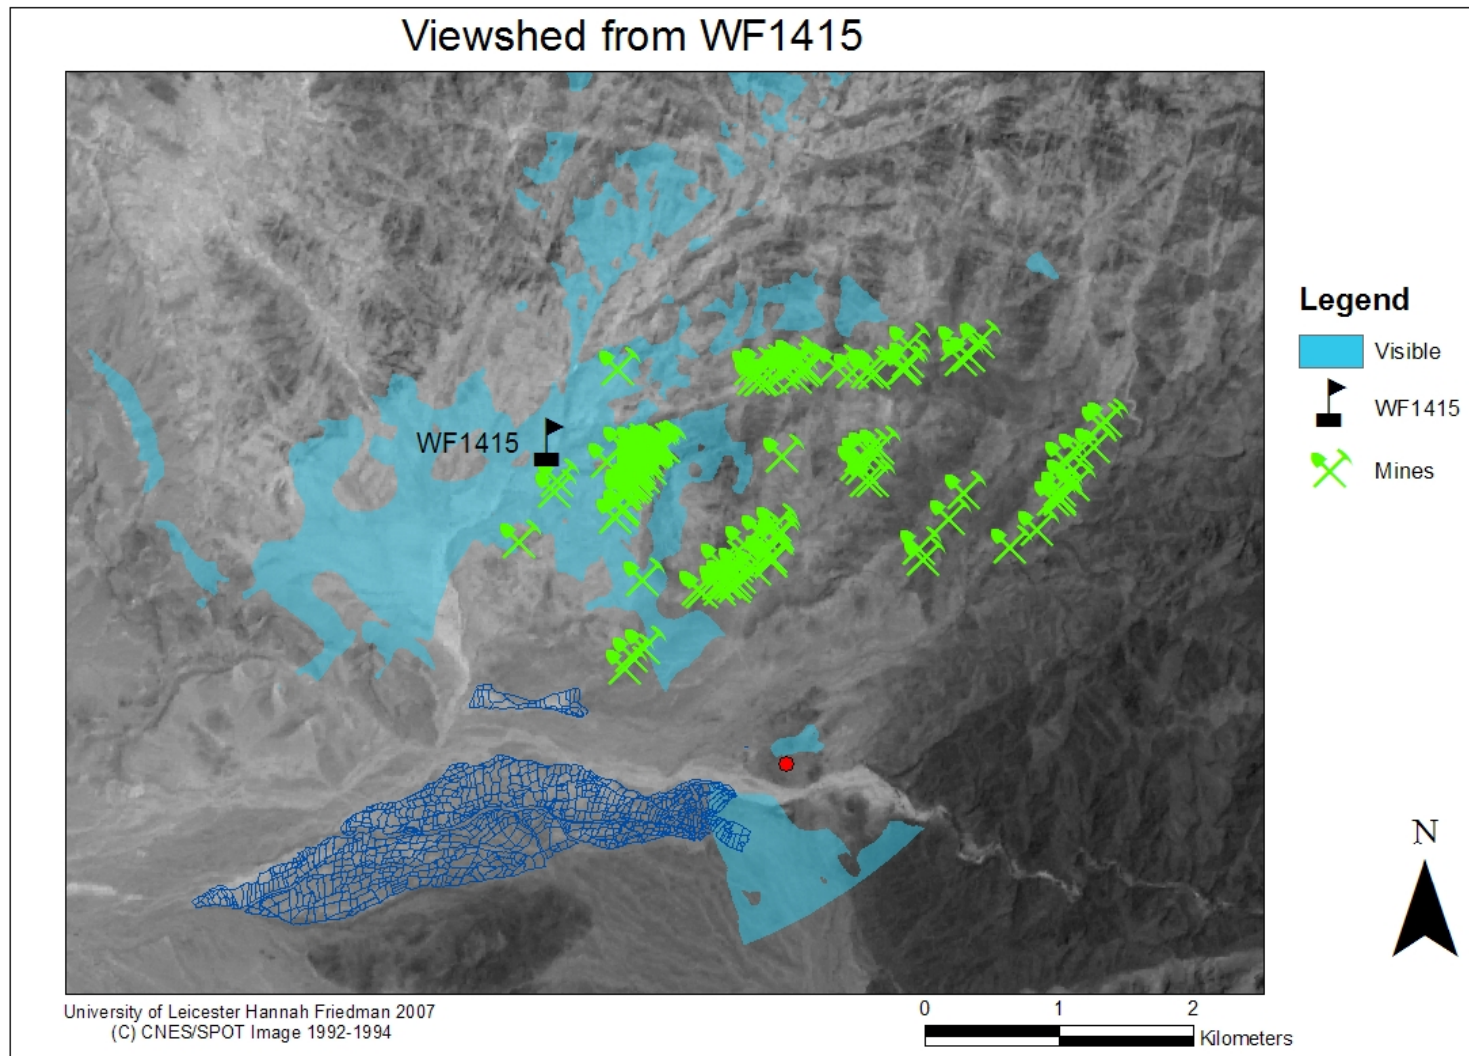 Viewshed from WF1415
WF1415
Legend
Visible
WF1415
Mines
N
University of Leicester Hannah Friedman 2007
(C) CNES/SPOT Image 1992-1994
0 1 2
Kilometers